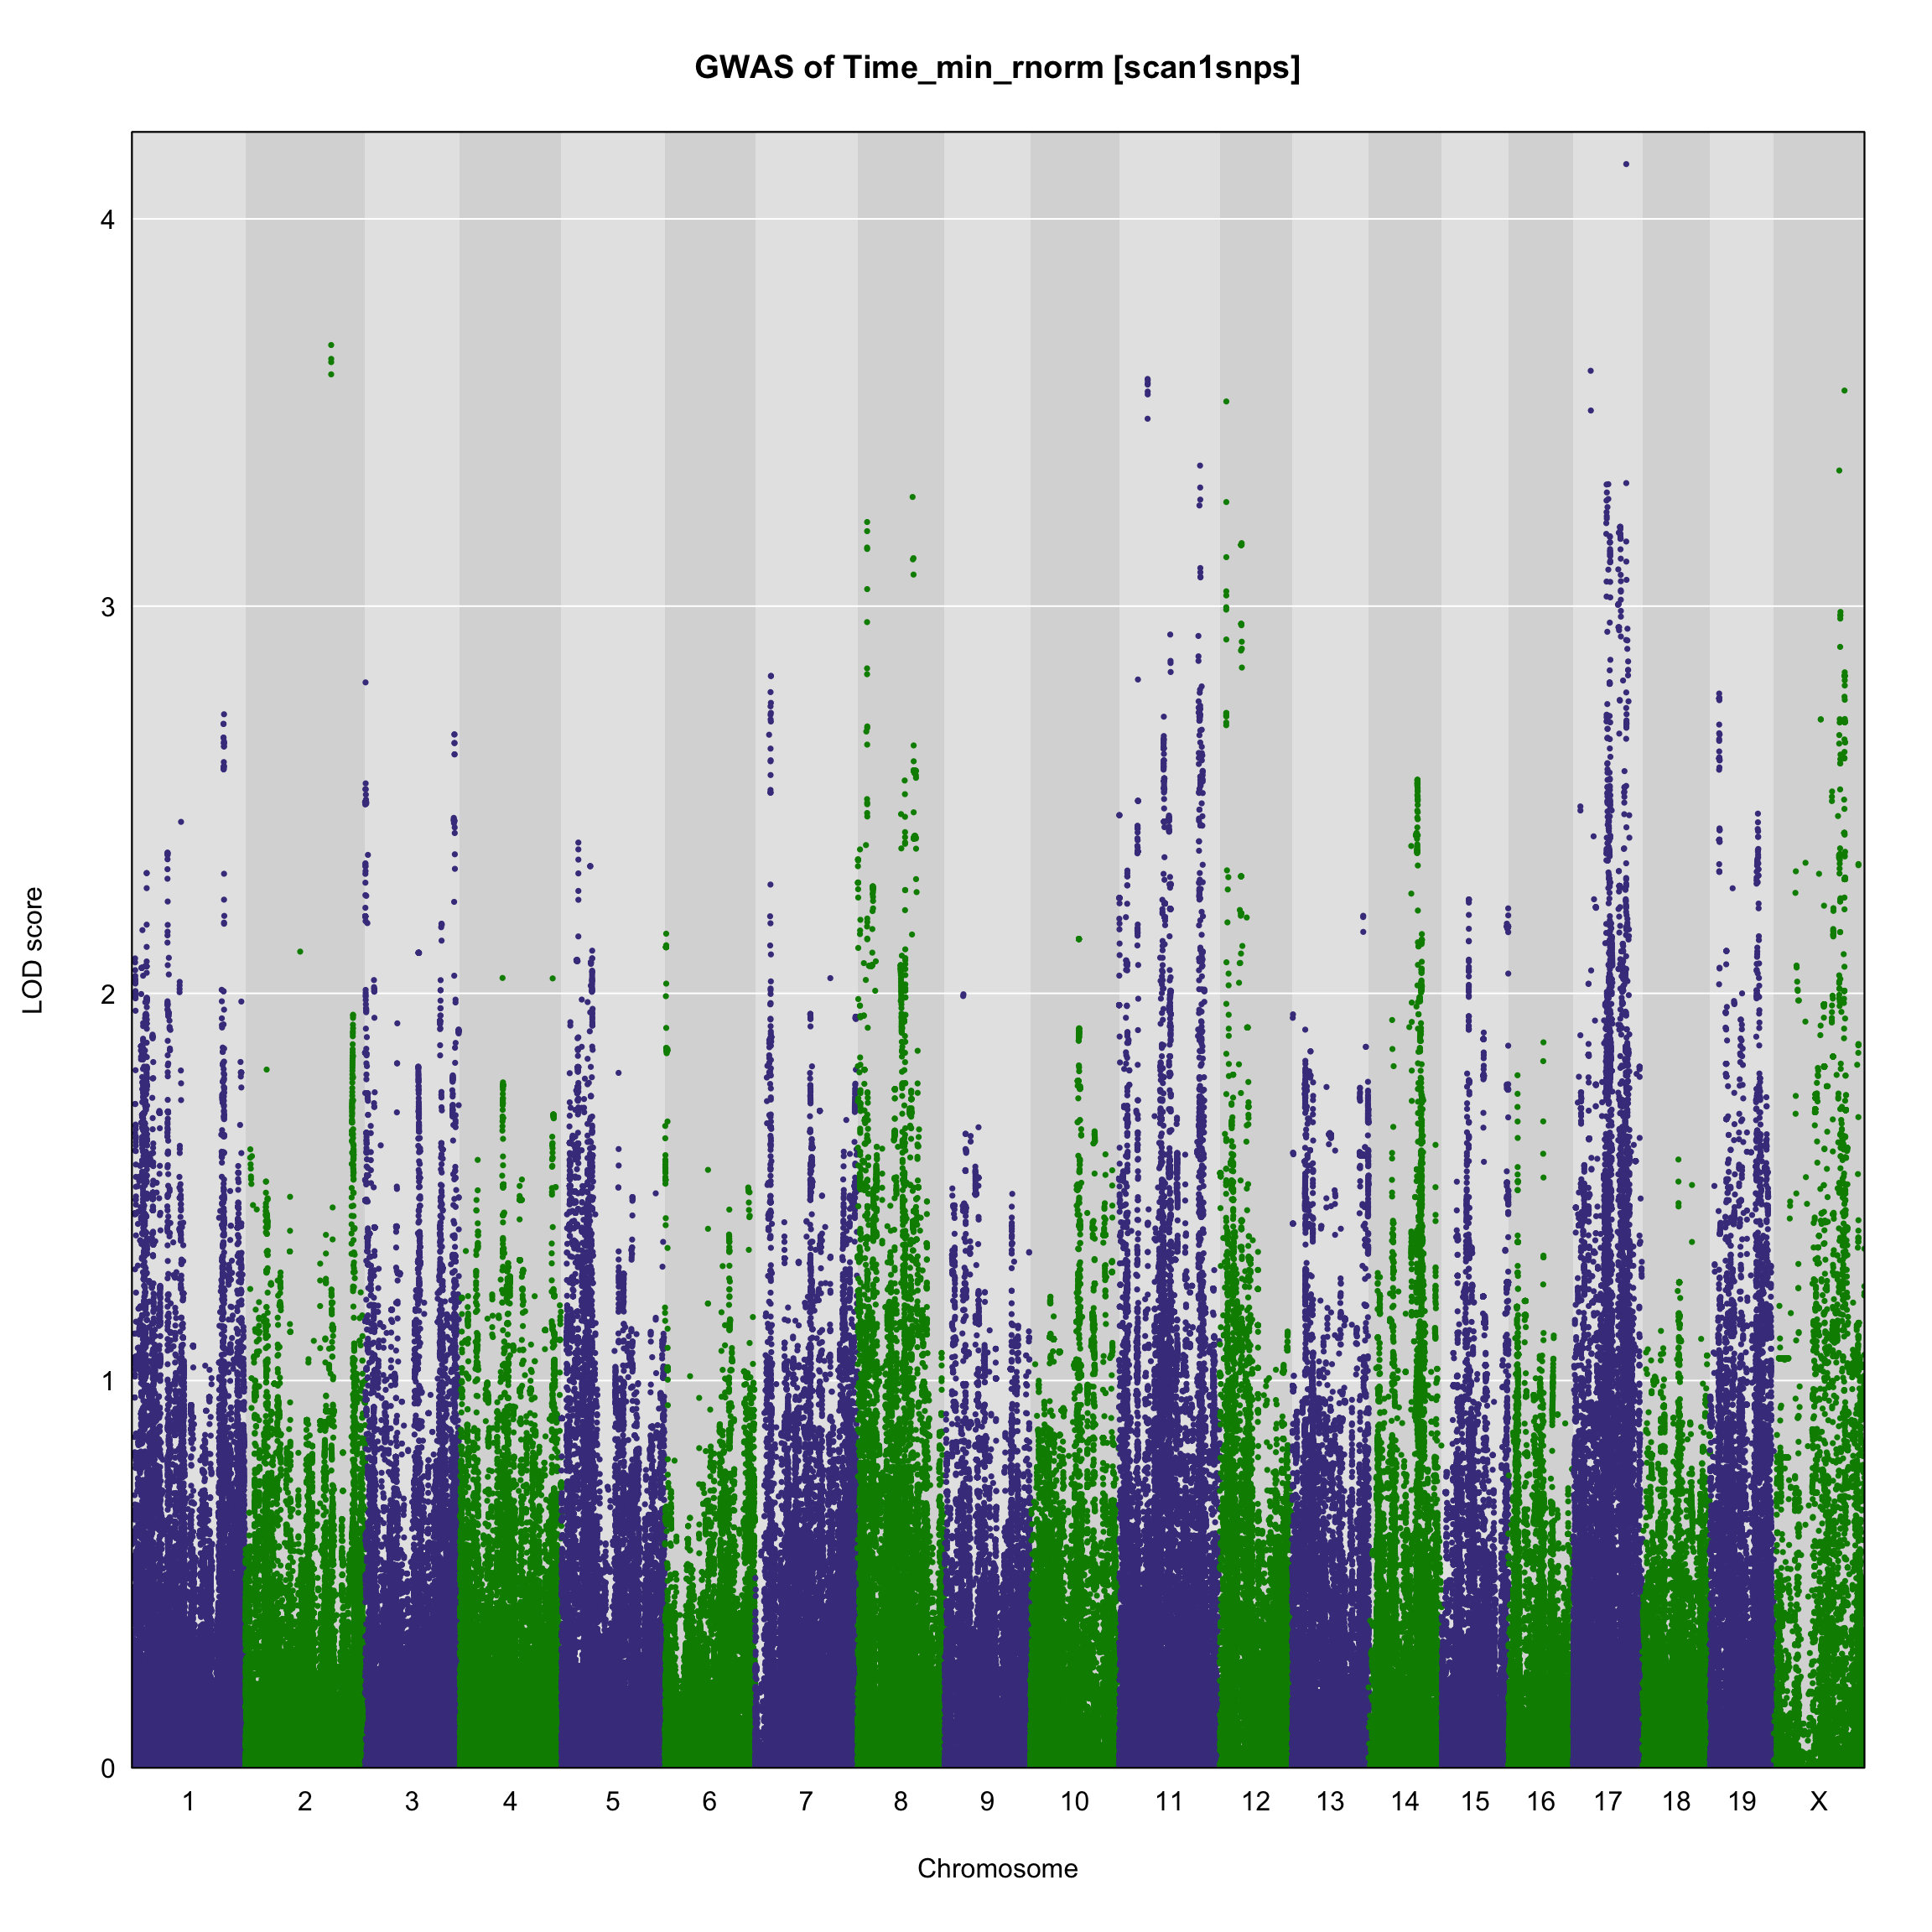 GWAS of Time_min_rnorm [scan1snps]
4
3
2
1
0
LOD score
1 2 3 4 5 6 7 8 9 10 11 12 13 14 15 16 17 18 19 X
Chromosome